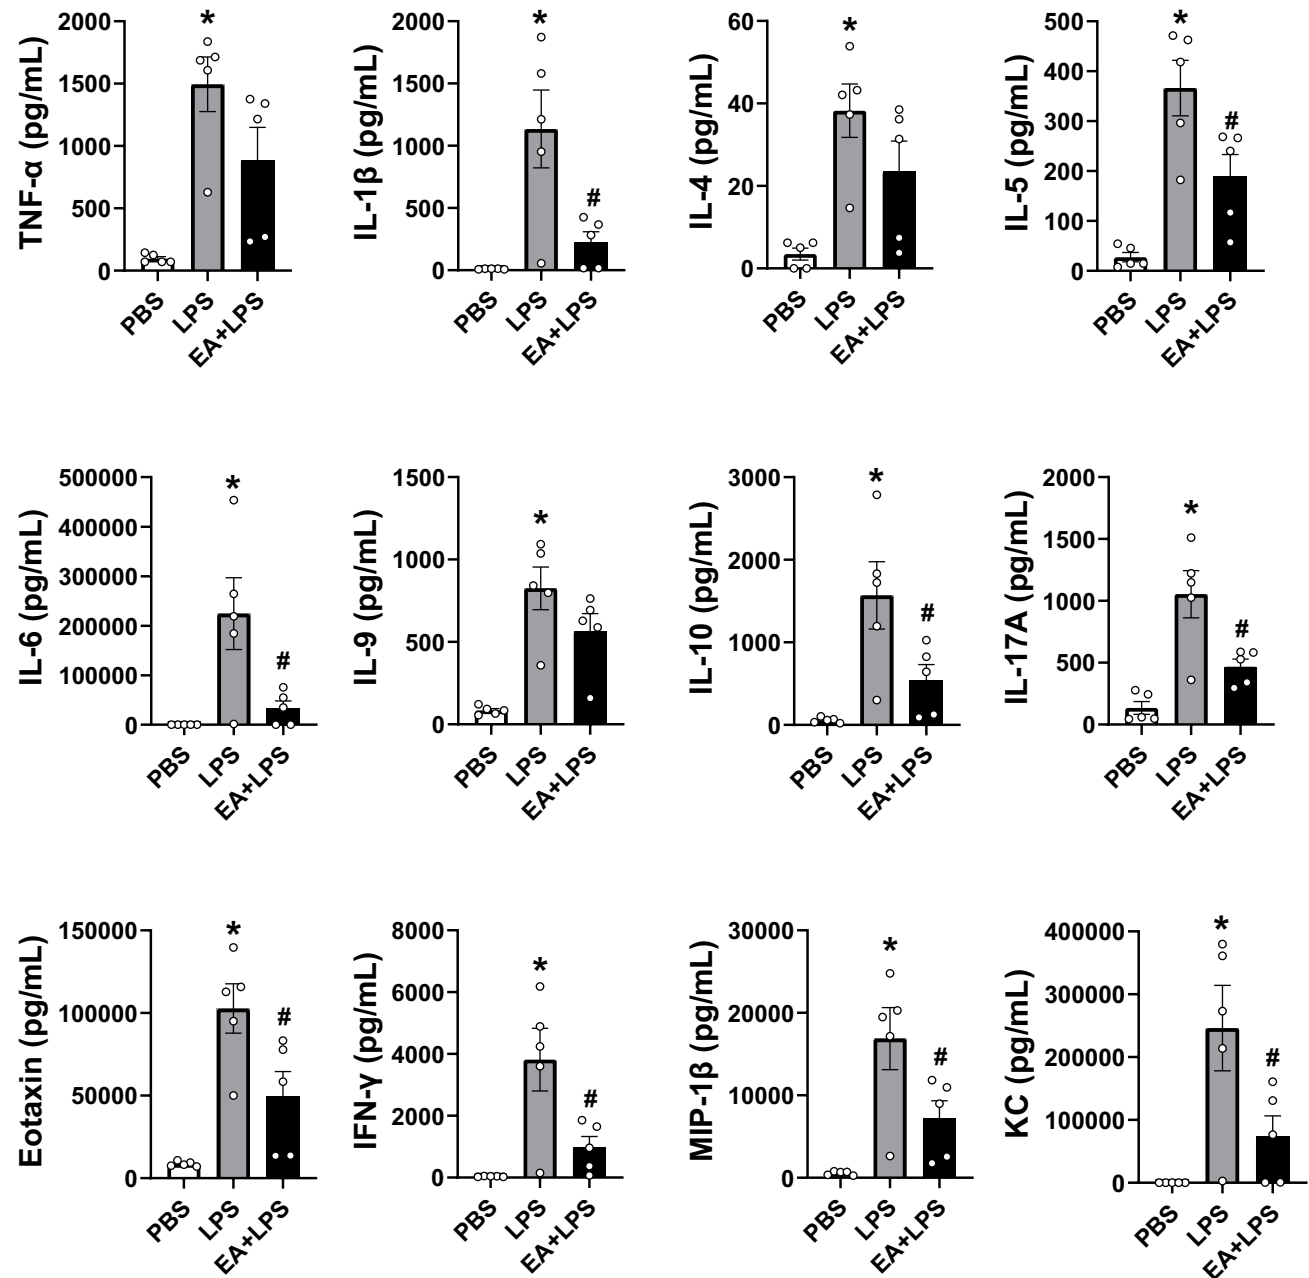 TNF-α (pg/mL)
2000
1500
1000
500
0
*
PBS
LPS
EA+LPS
IL-1β (pg/mL)
2000
1500
1000
500
0
*
#
PBS
LPS
EA+LPS
IL-4 (pg/mL)
60
40
20
0
*
PBS
LPS
EA+LPS
IL-5 (pg/mL)
500
400
300
200
100
0
*
#
PBS
LPS
EA+LPS
IL-6 (pg/mL)
500000
400000
300000
200000
100000
0
*
#
PBS
LPS
EA+LPS
IL-9 (pg/mL)
1500
1000
500
0
*
PBS
LPS
EA+LPS
IL-10 (pg/mL)
3000
2000
1000
0
*
#
PBS
LPS
EA+LPS
IL-17A (pg/mL)
2000
1500
1000
500
0
*
#
PBS
LPS
EA+LPS
Eotaxin (pg/mL)
150000
100000
50000
0
*
#
PBS
LPS
EA+LPS
IFN-γ (pg/mL)
8000
6000
4000
2000
0
*
#
PBS
LPS
EA+LPS
MIP-1β (pg/mL)
30000
20000
10000
0
*
#
PBS
LPS
EA+LPS
KC (pg/mL)
400000
300000
200000
100000
0
*
#
PBS
LPS
EA+LPS